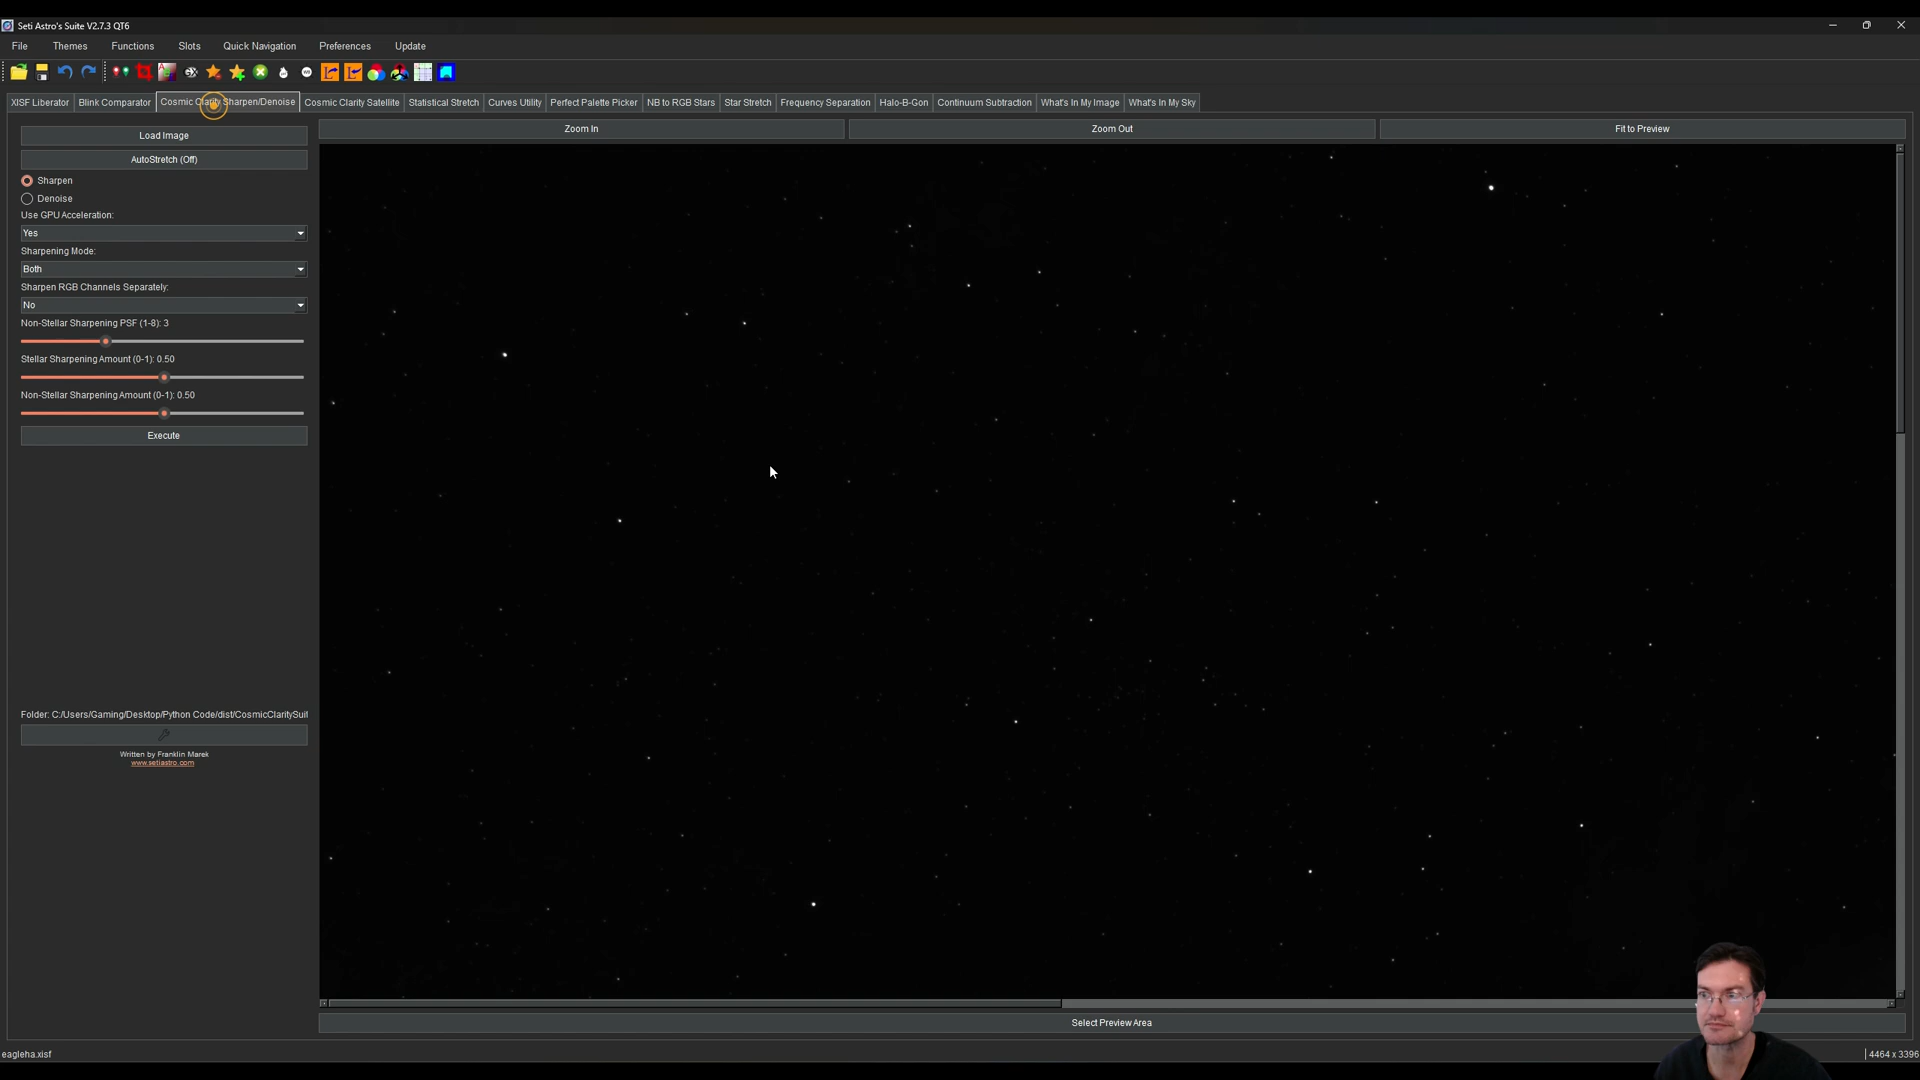 Seti Astro's Suite V2.7.3 QT6
File Themes Functions Slots Quick Navigation Preferences Update
XISF Liberator Blink Comparator Cosmic Clarity Sharpen/Denoise Cosmic Clarity Satellite Statistical Stretch Curves Utility Perfect Palette Picker NB to RGB Stars Star Stretch Frequency Separation Halo-B-Gon Continuum Subtraction What's In My Image What's In My Sky
Load Image
Zoom In Zoom Out Fit to Preview
AutoStretch (Off)
Sharpen
Denoise
Use GPU Acceleration:
Yes
Sharpening Mode:
Both
Sharpen RGB Channels Separately:
No
Non-Stellar Sharpening PSF (1-8): 3
Stellar Sharpening Amount (0-1): 0.50
Non-Stellar Sharpening Amount (0-1): 0.50
Execute
Folder: C:/Users/Gaming/Desktop/Python Code/dist/CosmicClaritySuit
Written by Franklin Marek
www.setiastro.com
Select Preview Area
eagleha.xisf 4464 x 3396